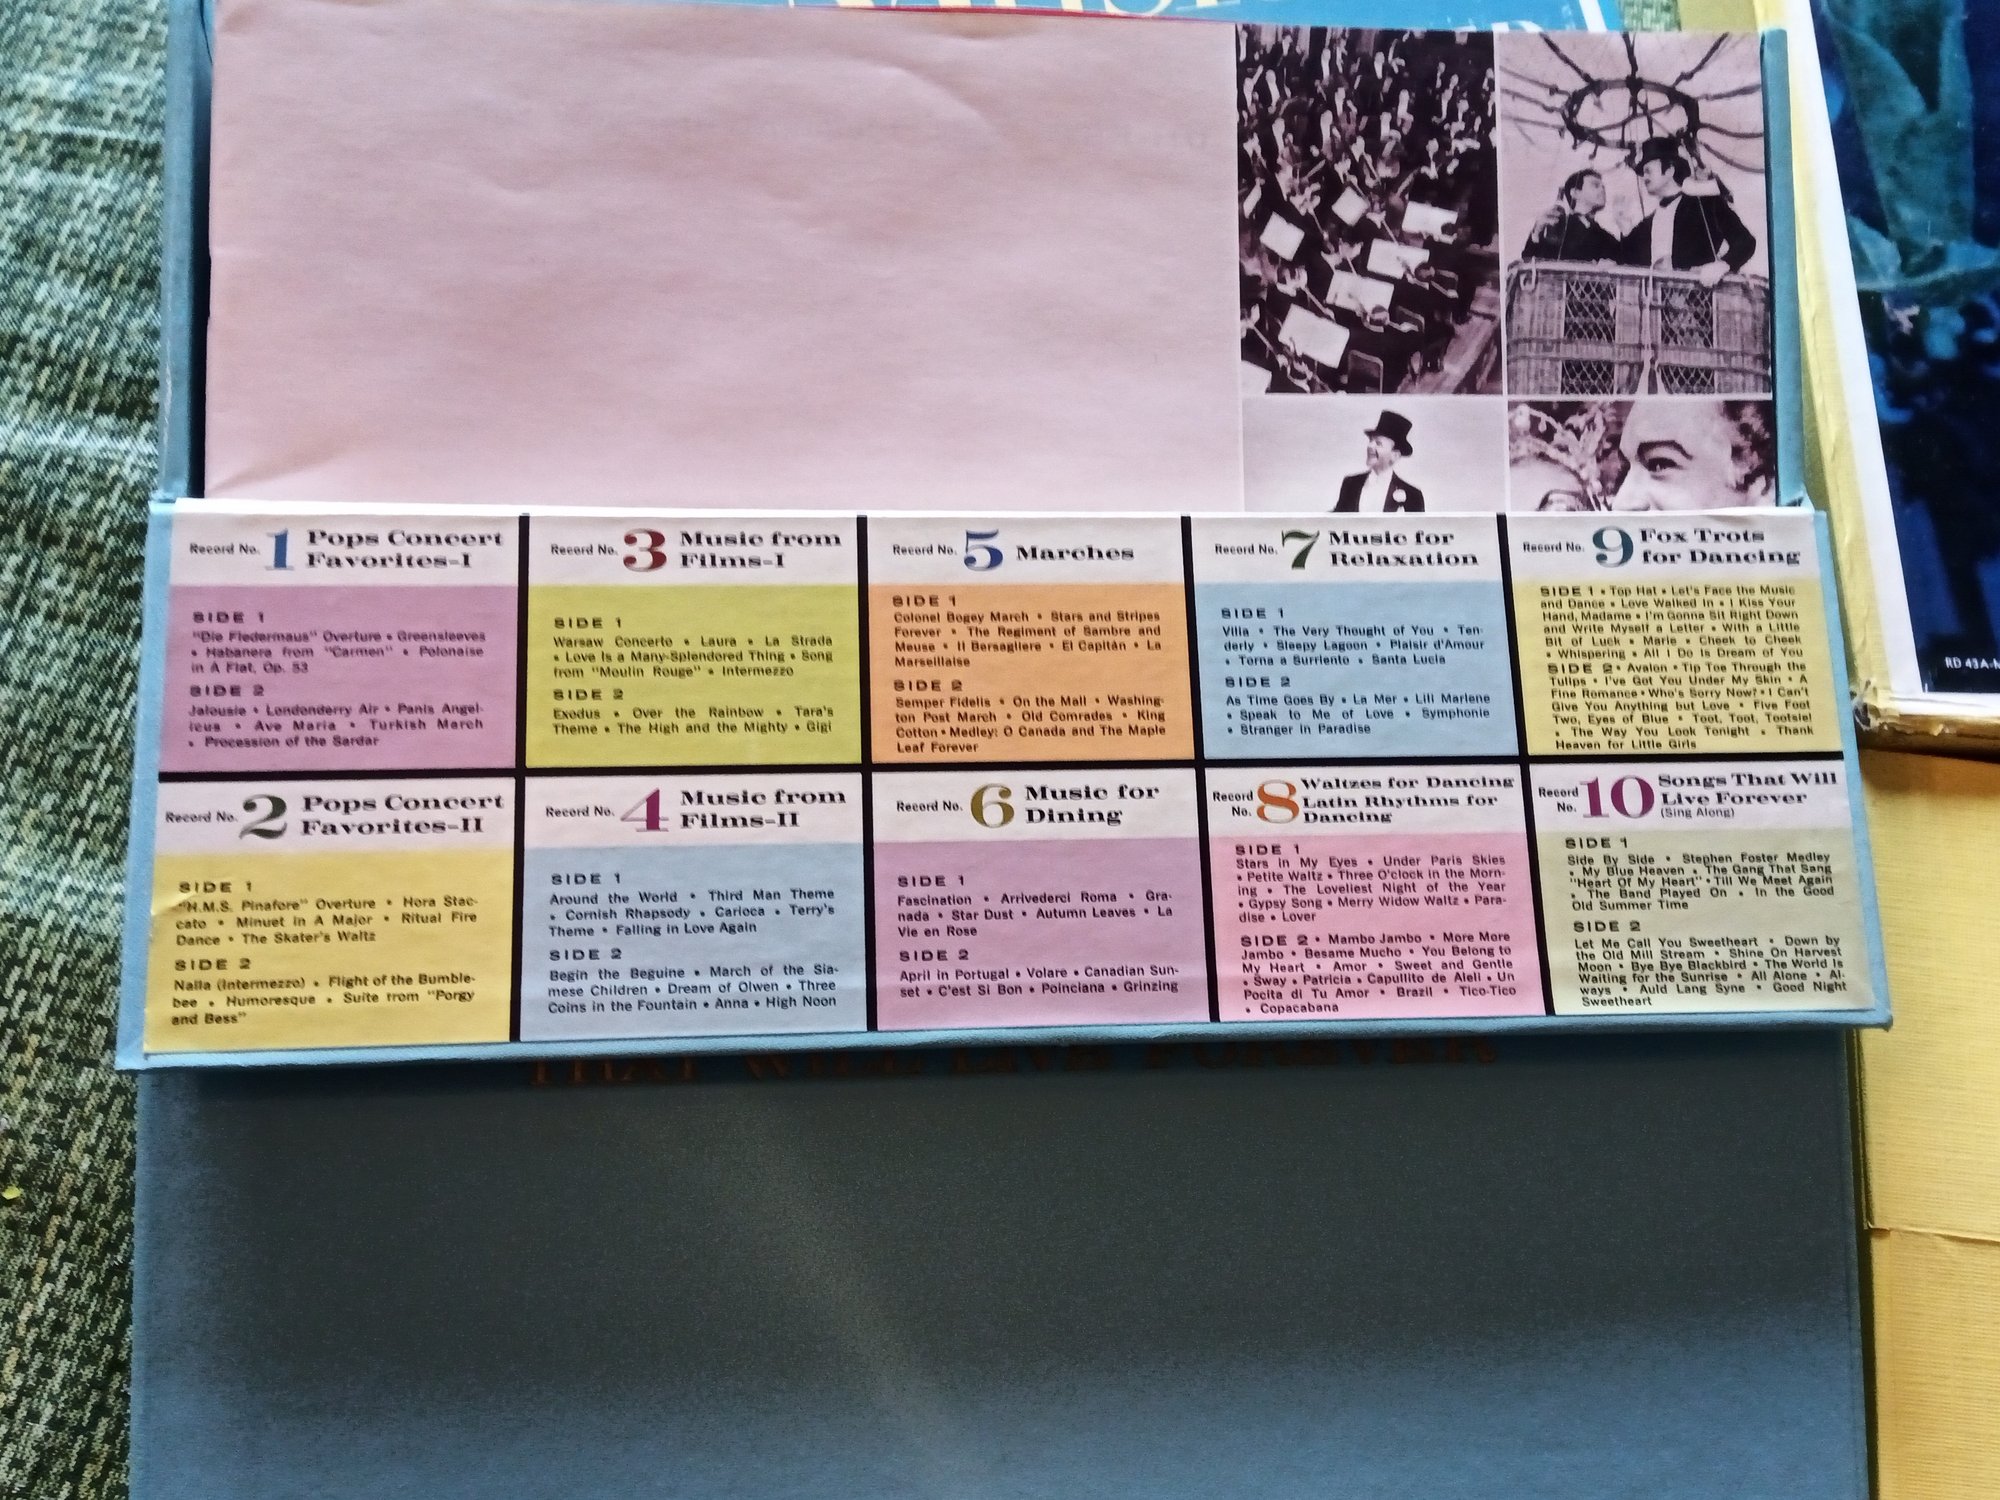 Record No. 1 Pops Concert
Favorites-I
SIDE 1
"Die Fledermaus" Overture • Greensleeves
• Habanera from "Carmen" • Polonaise
in A Flat, Op. 53
SIDE 2
Jalousie • Londonderry Air • Panis Angel-
icus • Ave Maria • Turkish March
• Procession of the Sardar
Record No. 3 Music from
Films-I
SIDE 1
Warsaw Concerto • Laura • La Strada
• Love Is a Many-Splendored Thing • Song
from "Moulin Rouge" • Intermezzo
SIDE 2
Exodus • Over the Rainbow • Tara's
Theme • The High and the Mighty • Gigi
Record No. 5 Marches
SIDE 1
Colonel Bogey March • Stars and Stripes
Forever • The Regiment of Sambre and
Meuse • Il Bersagliere • El Capitán • La
Marseillaise
SIDE 2
Semper Fidelis • On the Mall • Washing-
ton Post March • Old Comrades • King
Cotton • Medley: O Canada and The Maple
Leaf Forever
Record No. 7 Music for
Relaxation
SIDE 1
Vilia • The Very Thought of You • Ten-
derly • Sleepy Lagoon • Plaisir d'Amour
• Torna a Surriento • Santa Lucia
SIDE 2
As Time Goes By • La Mer • Lili Marlene
• Speak to Me of Love • Symphonie
• Stranger in Paradise
Record No. 9 Fox Trots
for Dancing
SIDE 1 • Top Hat • Let's Face the Music
and Dance • Love Walked In • I Kiss Your
Hand, Madame • I'm Gonna Sit Right Down
and Write Myself a Letter • With a Little
Bit of Luck • Marie • Cheek to Cheek
• Whispering • All I Do Is Dream of You
SIDE 2 • Avalon • Tip Toe Through the
Tulips • I've Got You Under My Skin • A
Fine Romance • Who's Sorry Now? • I Can't
Give You Anything but Love • Five Foot
Two, Eyes of Blue • Toot, Toot, Tootsie!
• The Way You Look Tonight • Thank
Heaven for Little Girls
RD 43A-
Record No. 2 Pops Concert
Favorites-II
SIDE 1
"H.M.S. Pinafore" Overture • Hora Stac-
cato • Minuet in A Major • Ritual Fire
Dance • The Skater's Waltz
SIDE 2
Naila (Intermezzo) • Flight of the Bumble-
bee • Humoresque • Suite from "Porgy
and Bess"
Record No. 4 Music from
Films-II
SIDE 1
Around the World • Third Man Theme
• Cornish Rhapsody • Carioca • Terry's
Theme • Falling in Love Again
SIDE 2
Begin the Beguine • March of the Sia-
mese Children • Dream of Olwen • Three
Coins in the Fountain • Anna • High Noon
Record No. 6 Music for
Dining
SIDE 1
Fascination • Arrivederci Roma • Gra-
nada • Star Dust • Autumn Leaves • La
Vie en Rose
SIDE 2
April in Portugal • Volare • Canadian Sun-
set • C'est Si Bon • Poinciana • Grinzing
Record No. 8 Waltzes for Dancing
Latin Rhythms for
Dancing
SIDE 1
Stars in My Eyes • Under Paris Skies
• Petite Waltz • Three O'clock in the Morn-
ing • The Loveliest Night of the Year
• Gypsy Song • Merry Widow Waltz • Para-
dise • Lover
SIDE 2 • Mambo Jambo • More More
Jambo • Besame Mucho • You Belong to
My Heart • Amor • Sweet and Gentle
• Sway • Patricia • Capullito de Aleli • Un
Pocita di Tu Amor • Brazil • Tico-Tico
• Copacabana
Record No. 10 Songs That Will
Live Forever
(Sing Along)
SIDE 1
Side By Side • Stephen Foster Medley
• My Blue Heaven • The Gang That Sang
"Heart Of My Heart" • Till We Meet Again
• The Band Played On • In the Good
Old Summer Time
SIDE 2
Let Me Call You Sweetheart • Down by
the Old Mill Stream • Shine On Harvest
Moon • Bye Bye Blackbird • The World Is
Waiting for the Sunrise • All Alone • Al-
ways • Auld Lang Syne • Good Night
Sweetheart
THAT WILL LIVE FOREVER